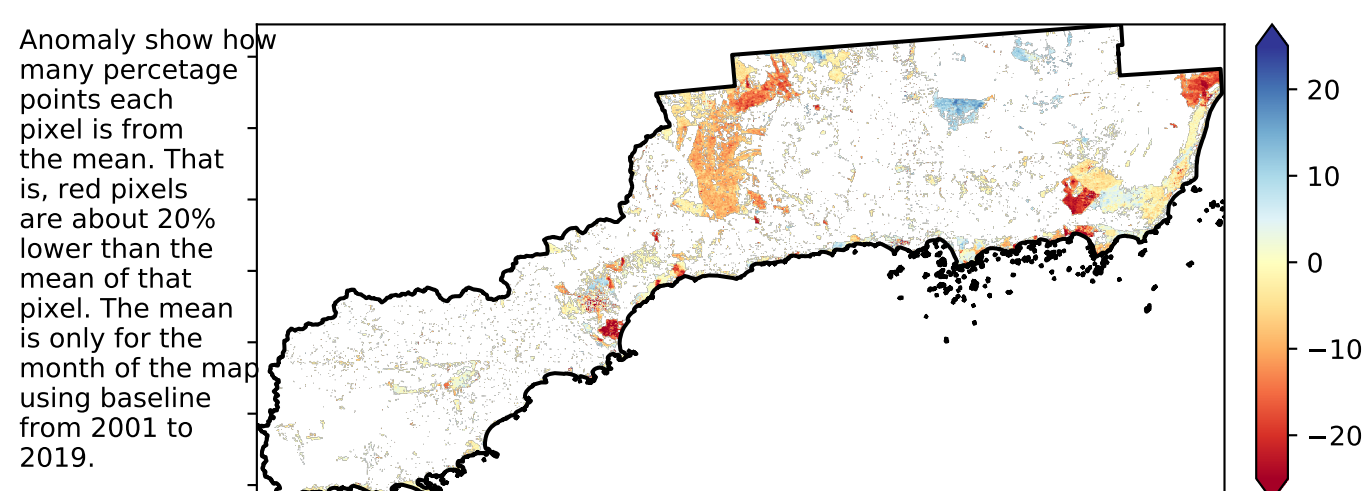 Anomaly show how
many percetage
points each
pixel is from
the mean. That
is, red pixels
are about 20%
lower than the
mean of that
pixel. The mean
is only for the
month of the map
using baseline
from 2001 to
2019.
20
10
0
−10
−20